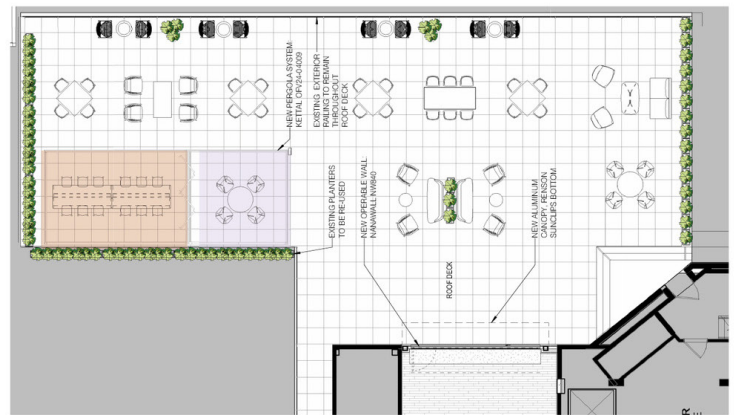 NEW PERGOLA SYSTEM:
KETTAL OPV24-04009
EXISTING EXTERIOR
RAILING TO REMAIN
THROUGHOUT
ROOF DECK
EXISTING PLANTERS
TO BE RE-USED
NEW OPERABLE WALL:
NANAWALL-NW840
ROOF DECK
NEW ALUMINUM
CANOPY, RENSON
SUNCLIPS BOTTOM